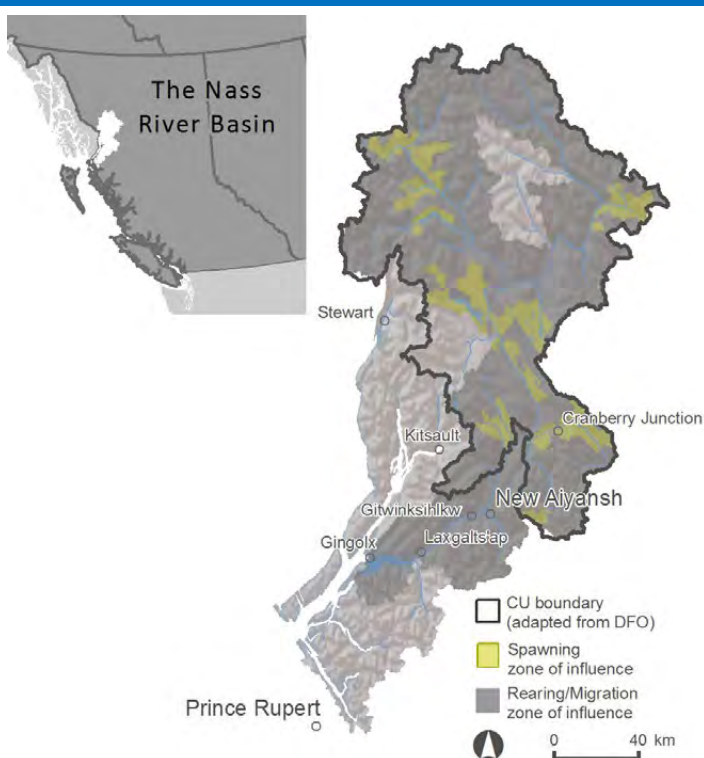 The Nass
River Basin
Stewart
Cranberry Junction
Kitsault
New Aiyansh
Gitwinksihlkw
Laxgalts'ap
Gingolx
CU boundary
(adapted from DFO)
Spawning
zone of influence
Rearing/Migration
zone of influence
Prince Rupert
0 40 km